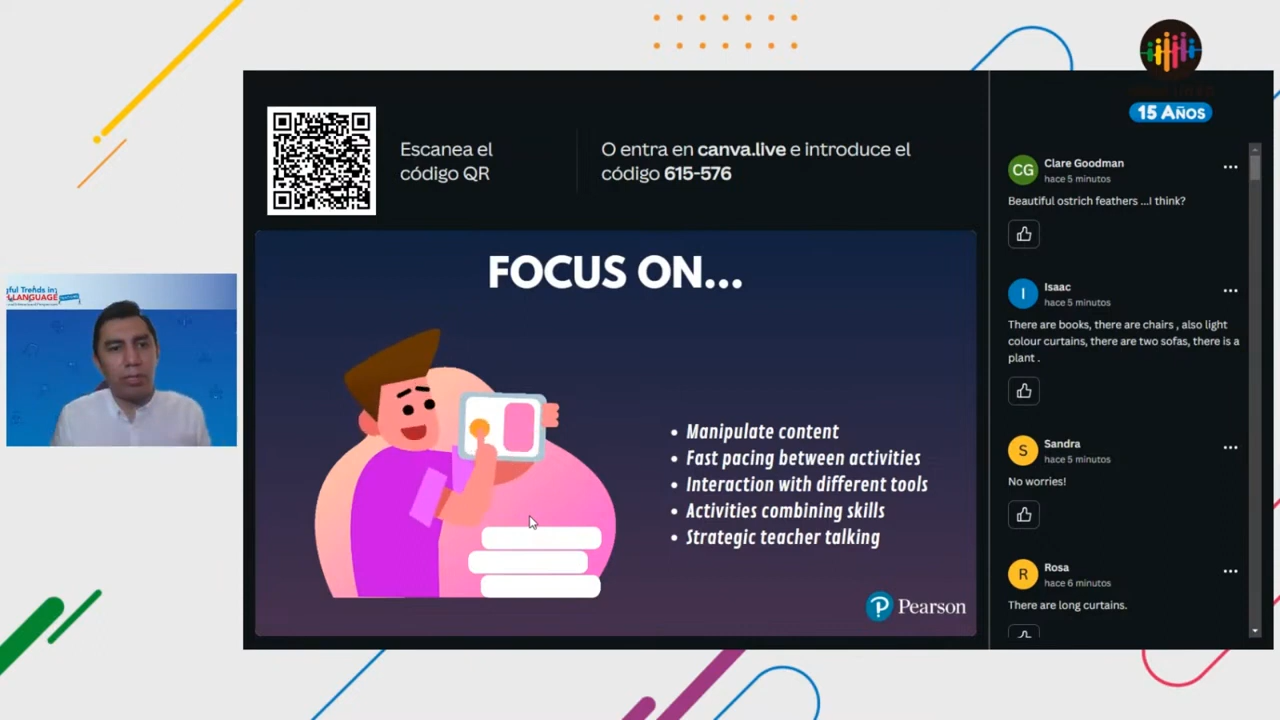 15 AÑOS
Escanea el
código QR
O entra en canva.live e introduce el
código 615-576
FOCUS ON...
• Manipulate content
• Fast pacing between activities
• Interaction with different tools
• Activities combining skills
• Strategic teacher talking
Pearson
ful Trends in
LANGUAGE
CG
Clare Goodman
hace 5 minutos
Beautiful ostrich feathers ...I think?
I
Isaac
hace 5 minutos
There are books, there are chairs , also light
colour curtains, there are two sofas, there is a
plant .
S
Sandra
hace 5 minutos
No worries!
R
Rosa
hace 6 minutos
There are long curtains.